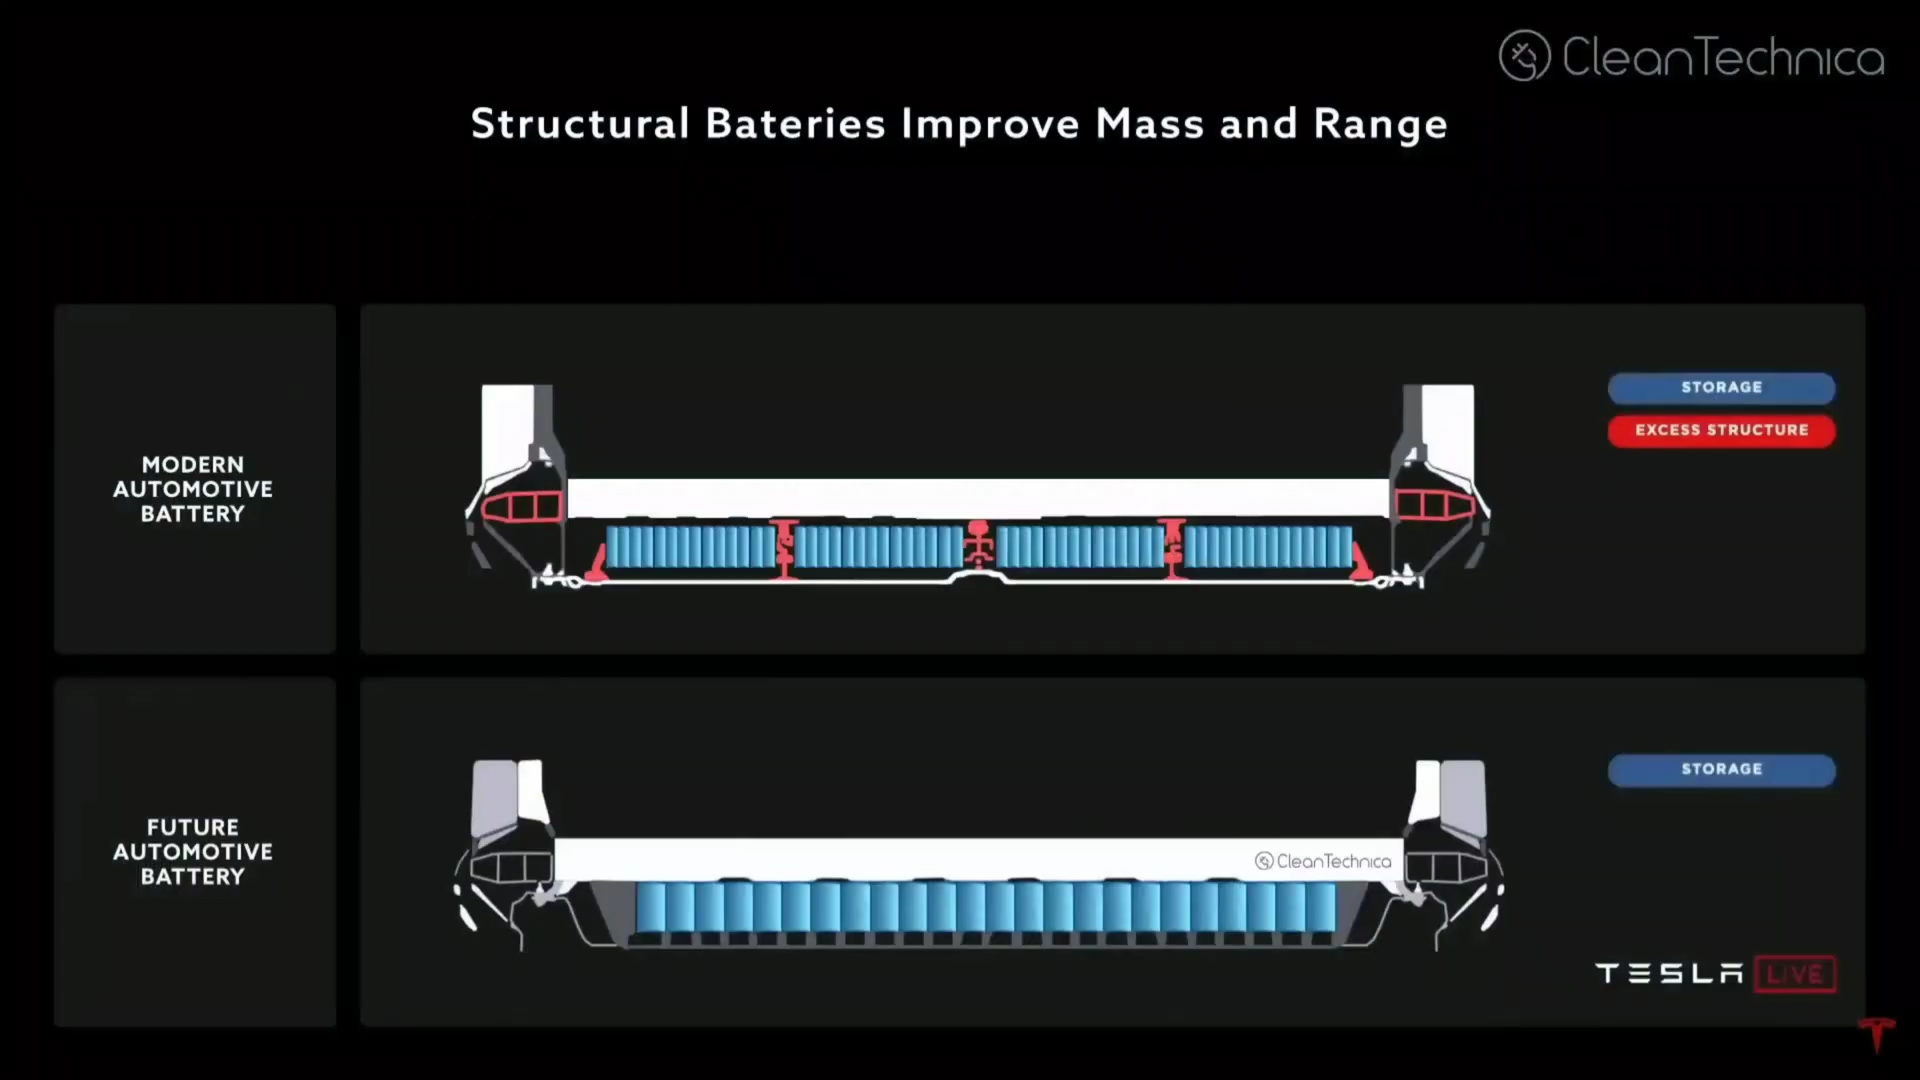 CleanTechnica
Structural Bateries Improve Mass and Range
MODERN
AUTOMOTIVE
BATTERY
STORAGE
EXCESS STRUCTURE
FUTURE
AUTOMOTIVE
BATTERY
STORAGE
CleanTechnica
TESLA LIVE